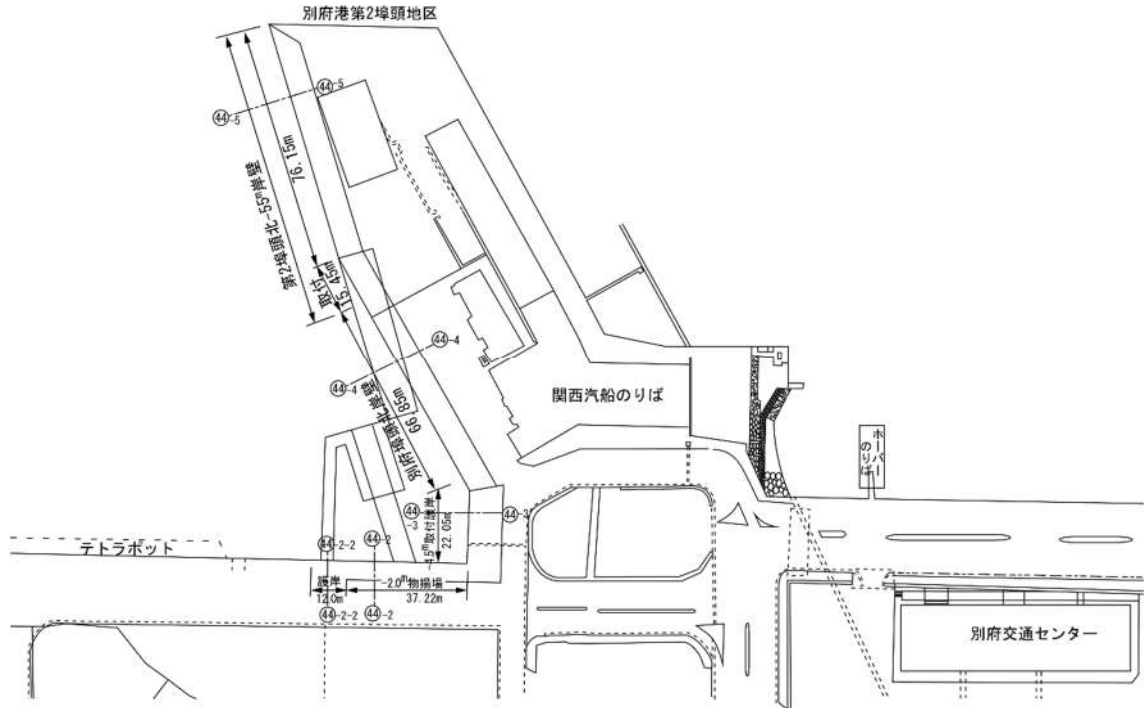 別府港第2埠頭地区
44-5
44-5
76.15m
第2埠頭北-55m岸壁
取付
15.45m
44-4
44-4
別府埠頭北岸壁
66.85m
関西汽船のりば
ホーバー
のりば
44-3
44-3
-4.5m取付護岸
22.05m
テトラポット
44-2-2
44-2
護岸
12.0m
-2.0m物揚場
37.22m
44-2-2
44-2
別府交通センター